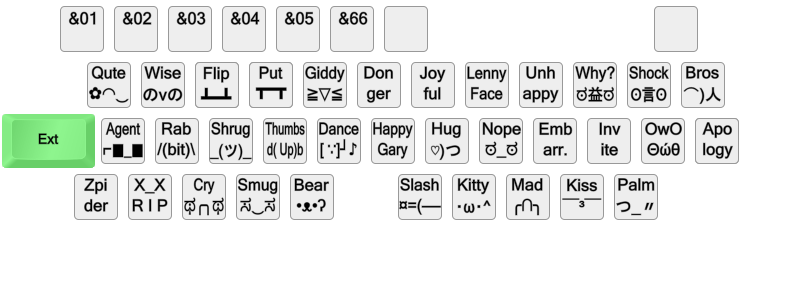 &01 &02 &03 &04 &05 &66
Qute Wise Flip Put Giddy Don Joy Lenny Unh Why? Shock Bros
✿◠‿ のvの ┻━┻ ┳━┳ ≧▽≦ ger ful Face appy ಠ益ಠ ʘ言ʘ ⌒)人
Ext
Agent Rab Shrug Thumbs Dance Happy Hug Nope Emb Inv OwO Apo
⌐■_■ /(bit)\ _(ツ)_ d( Up)b [ ∵]┘♪ Gary ♡)つ ಠ_ಠ arr. ite Θώθ logy
Zpi X_X Cry Smug Bear Slash Kitty Mad Kiss Palm
der R I P ථ╭╮ථ ಸ‿ಸ •ᴥ•ʔ ¤=(— ･ω･^ ╭∩╮ ￣³￣ つ_〃